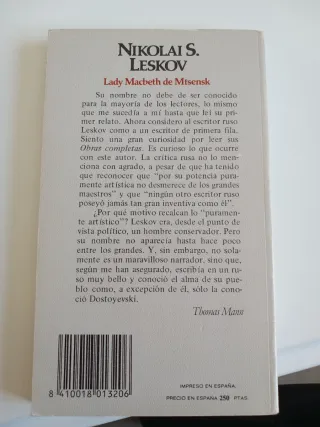 NIKOLAI S.
LESKOV
Lady Macbeth de Mtsensk
Su nombre no debe de ser conocido
para la mayoría de los lectores, lo mismo
que me sucedía a mí hasta que leí su pri-
mer relato. Ahora considero al escritor ruso
Leskov como a un escritor de primera fila.
Siento una gran curiosidad por leer sus
Obras completas. Es curioso lo que ocurre
con este autor. La crítica rusa no lo men-
ciona con agrado, a pesar de que ha tenido
que reconocer que "por su potencia pura-
mente artística no desmerece de los grandes
maestros" y que "ningún otro escritor ruso
poseyó jamás tan gran inventiva como él".
¿Por qué motivo recalcan lo "puramen-
te artístico"? Leskov era, desde el punto de
vista político, un hombre conservador. Pero
su nombre no aparecía hasta hace poco
entre los grandes. Y, sin embargo, no sola-
mente es un maravilloso narrador, sino que,
según me han asegurado, escribía en un ru-
so muy bello y conoció el alma de su pue-
blo como, a excepción de él, sólo la cono-
ció Dostoyevski.
Thomas Mann
8 410018 013206
IMPRESO EN ESPAÑA
PRECIO EN ESPAÑA 250 PTAS.